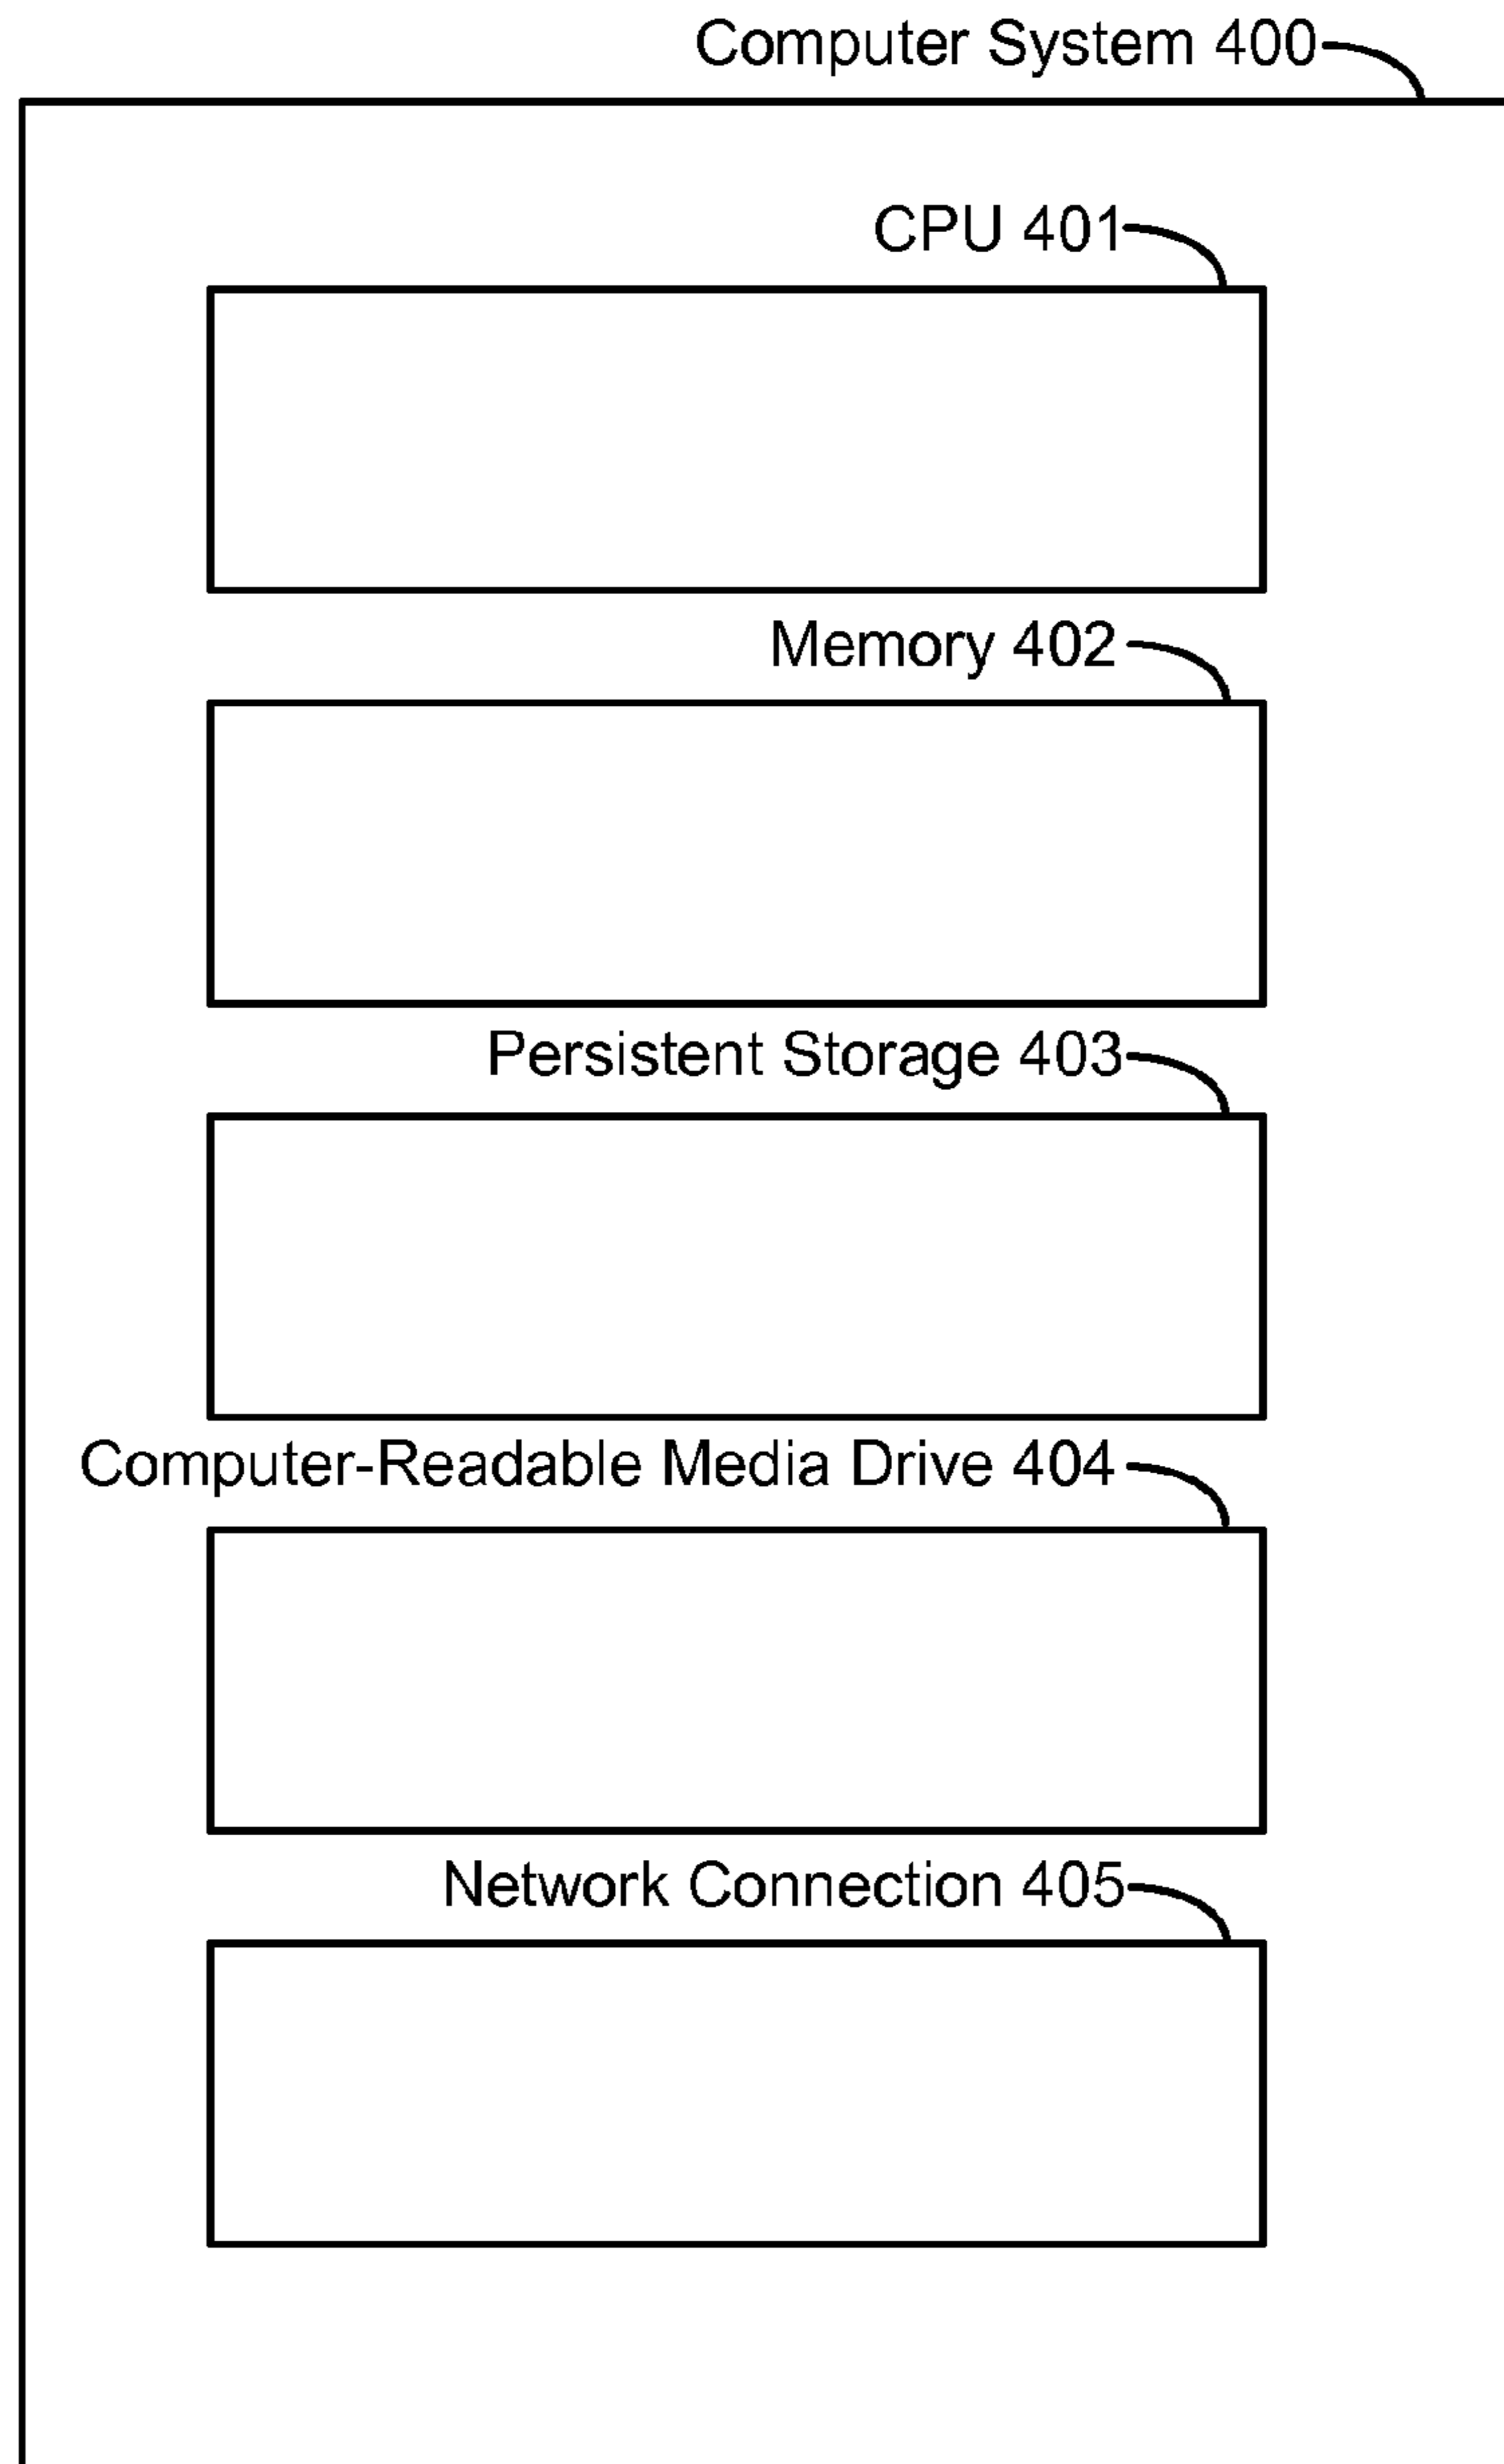 Computer System 400
CPU 401
Memory 402
Persistent Storage 403
Computer-Readable Media Drive 404
Network Connection 405